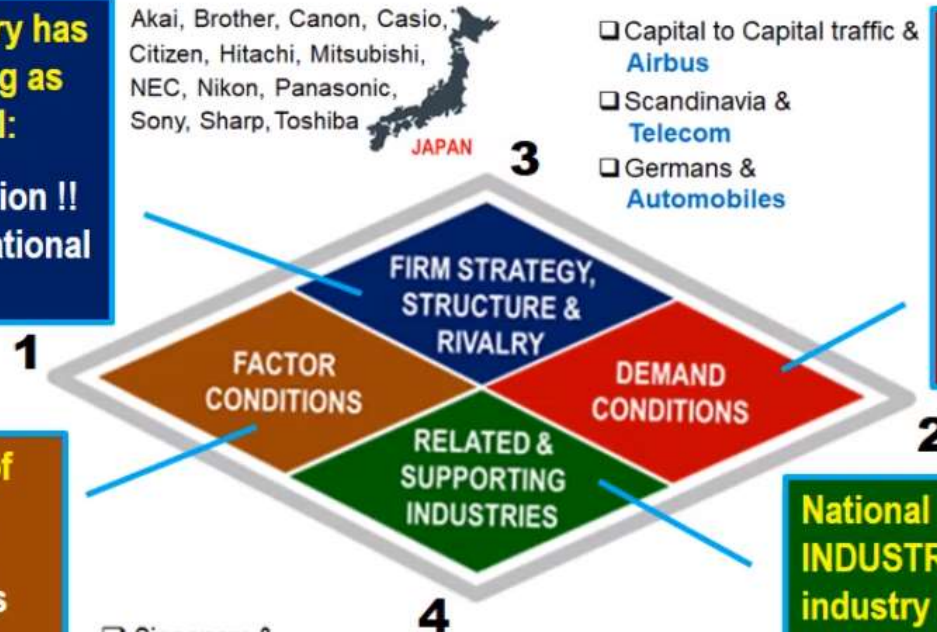 ry has
g as
l:
ion !!
ational
Akai, Brother, Canon, Casio,
Citizen, Hitachi, Mitsubishi,
NEC, Nikon, Panasonic,
Sony, Sharp, Toshiba
JAPAN
Capital to Capital traffic &
Airbus
Scandinavia &
Telecom
Germans &
Automobiles
3
FIRM STRATEGY,
STRUCTURE &
RIVALRY
1
FACTOR
CONDITIONS
DEMAND
CONDITIONS
2
RELATED &
SUPPORTING
INDUSTRIES
4
of
s
National
INDUSTR
industry